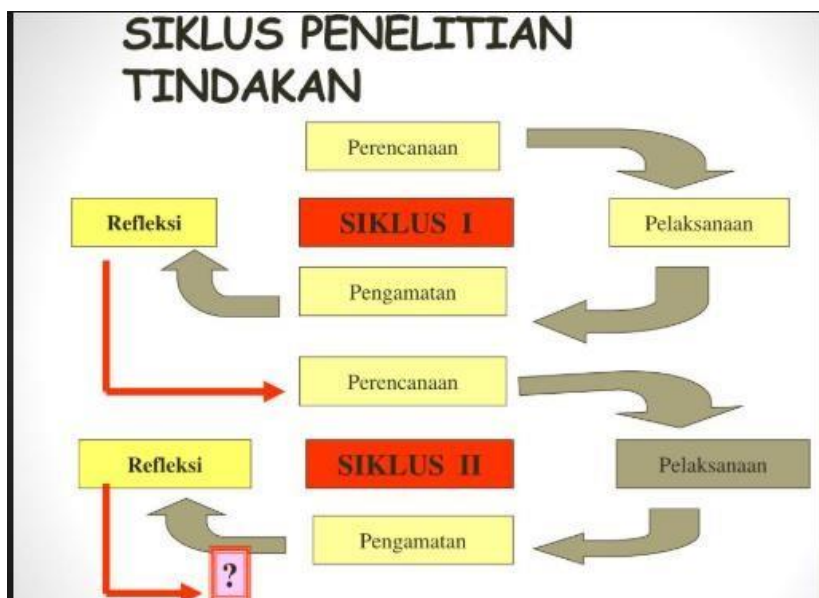 SIKLUS PENELITIAN
TINDAKAN
Perencanaan
Refleksi
SIKLUS I
Pelaksanaan
Pengamatan
Perencanaan
Refleksi
SIKLUS II
Pelaksanaan
Pengamatan
?